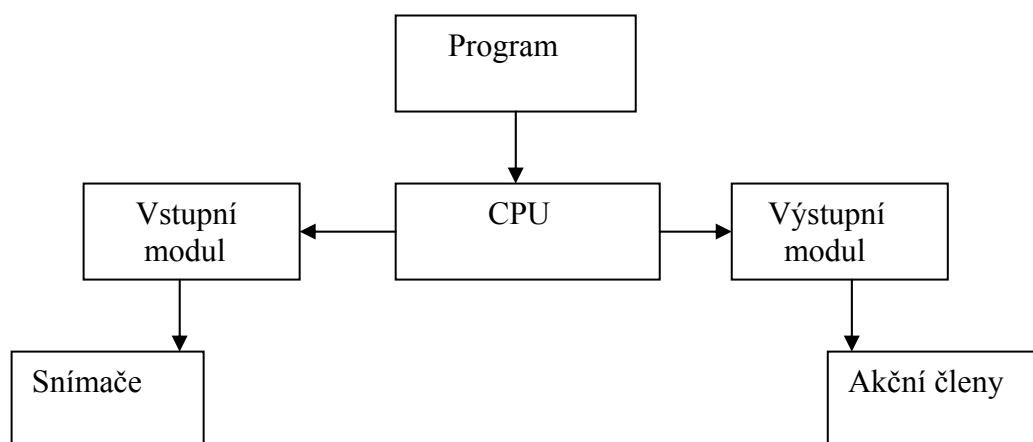 Program
Vstupní
modul
CPU
Výstupní
modul
Snímače
Akční členy